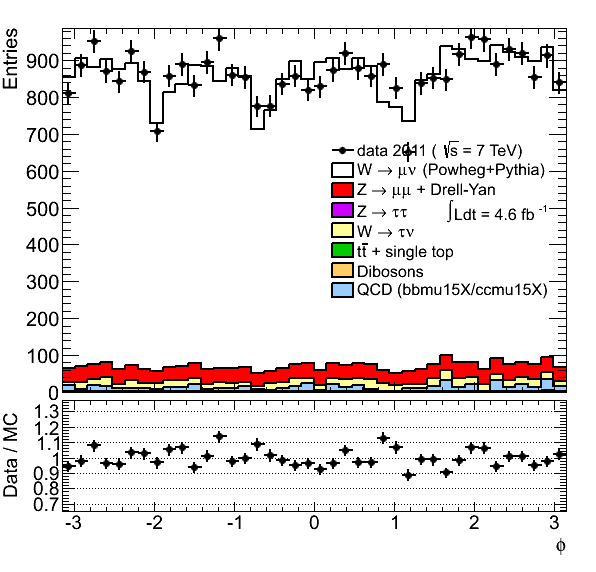 Entries
900
800
700
600
500
400
300
200
100
0
data 2011 ( √s = 7 TeV)
W → μν (Powheg+Pythia)
Z → μμ + Drell-Yan
Z → ττ
∫Ldt = 4.6 fb⁻¹
W → τν
tt̅ + single top
Dibosons
QCD (bbmu15X/ccmu15X)
Data / MC
1.3
1.2
1.1
1
0.9
0.8
0.7
-3 -2 -1 0 1 2 3
ϕ